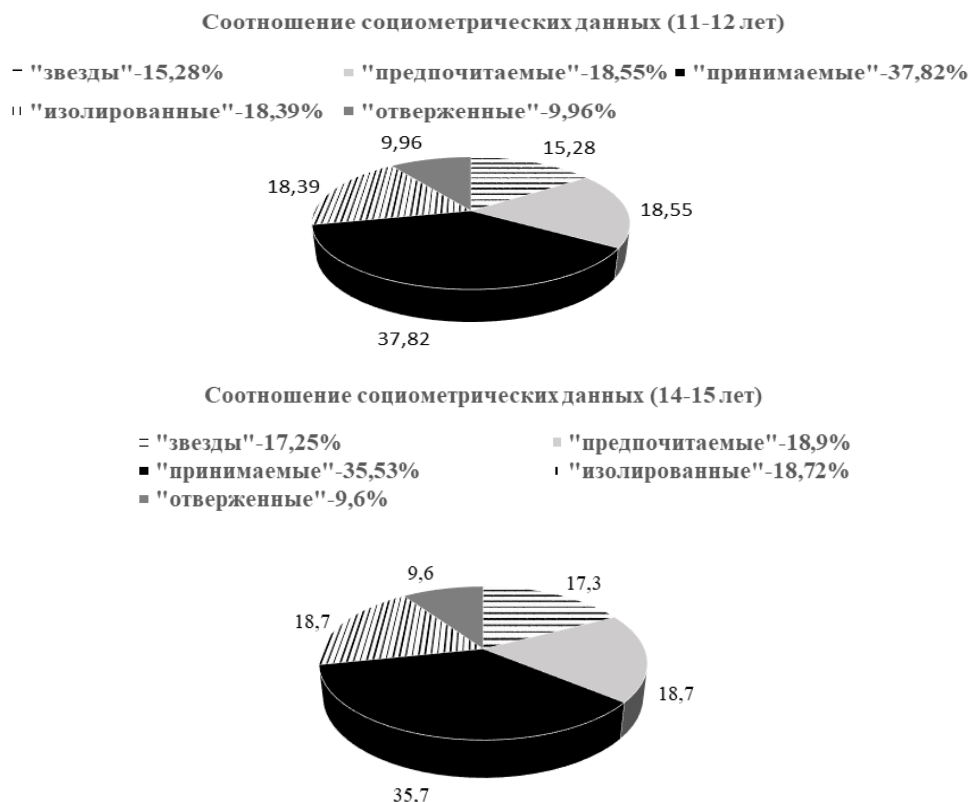 Соотношение социометрических данных (11-12 лет)
"звезды"-15,28% "предпочитаемые"-18,55% "принимаемые"-37,82%
"изолированные"-18,39% "отверженные"-9,96%
9,96 15,28
18,39 18,55
37,82
Соотношение социометрических данных (14-15 лет)
"звезды"-17,25% "предпочитаемые"-18,9%
"принимаемые"-35,53% "изолированные"-18,72%
"отверженные"-9,6%
9,6 17,3
18,7
18,7
35,7